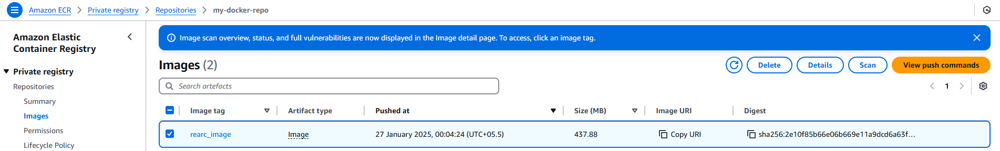 Amazon ECR > Private registry > Repositories > my-docker-repo
Amazon Elastic
Container Registry
Private registry
Repositories
Summary
Images
Permissions
Lifecycle Policy
Image scan overview, status, and full vulnerabilities are now displayed in the Image detail page. To access, click an image tag.
Images (2)
Delete
Details
Scan
View push commands
Search artefacts
1
Image tag
Artifact type
Pushed at
Size (MB)
Image URI
Digest
rearc_image
Image
27 January 2025, 00:04:24 (UTC+05.5)
437.88
Copy URI
sha256:2e10f85b66e06b669e11a9dcd6a63f...